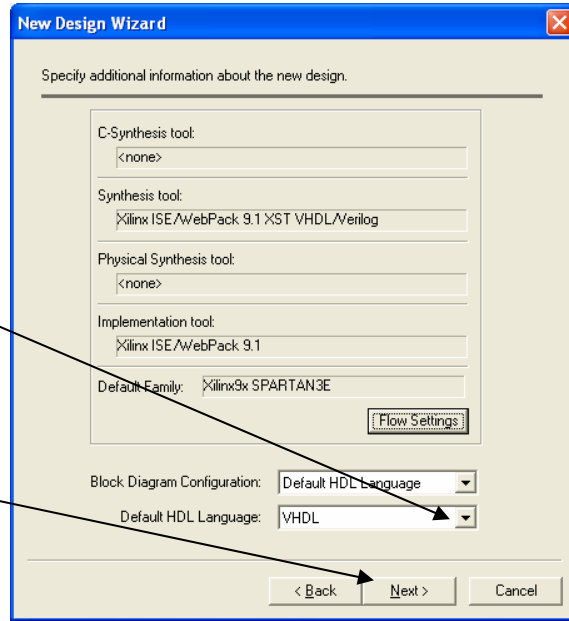 New Design Wizard
Specify additional information about the new design.
C-Synthesis tool:
<none>
Synthesis tool:
Xilinx ISE/WebPack 9.1 XST VHDL/Verilog
Physical Synthesis tool:
<none>
Implementation tool:
Xilinx ISE/WebPack 9.1
Default Family: Xilinx9x SPARTAN3E
Flow Settings
Block Diagram Configuration: Default HDL Language
Default HDL Language: VHDL
< Back Next > Cancel